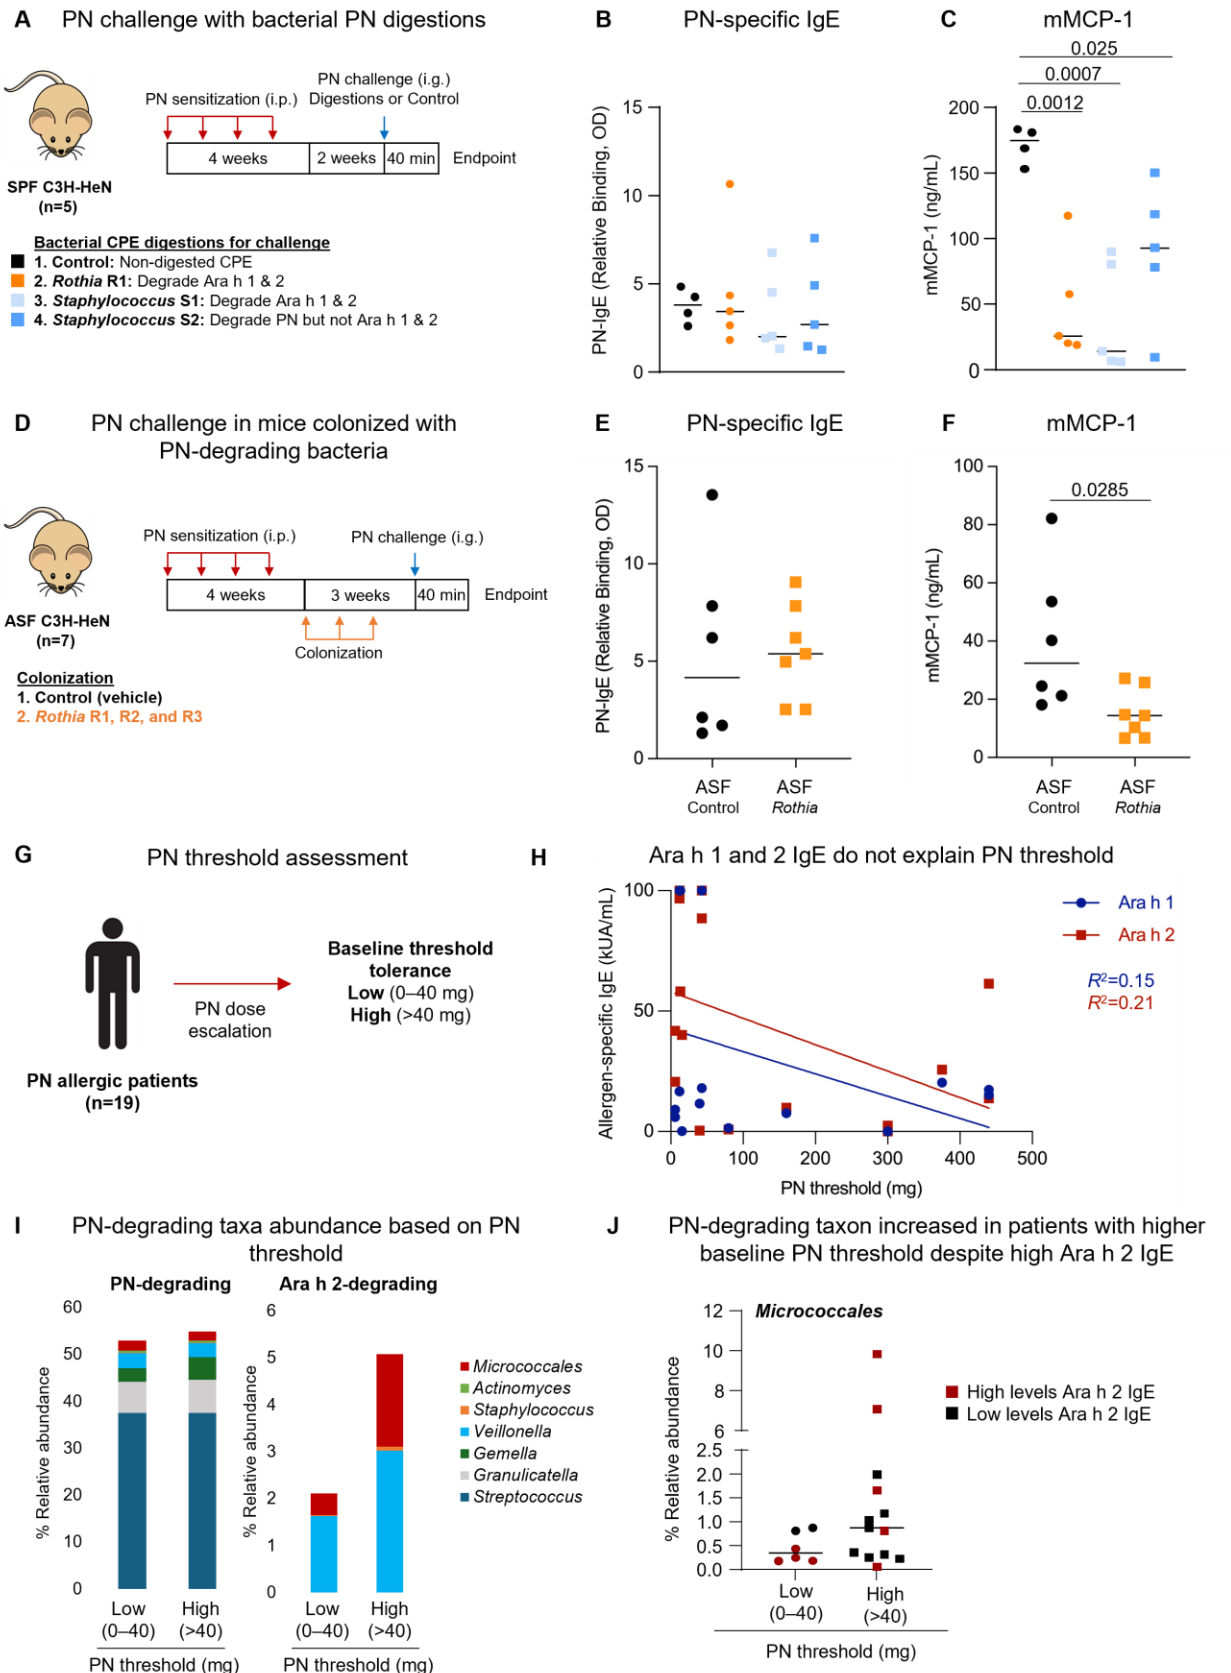 A PN challenge with bacterial PN digestions
PN sensitization (i.p.)
PN challenge (i.g.)
Digestions or Control
4 weeks
2 weeks
40 min
Endpoint
SPF C3H-HeN
(n=5)
Bacterial CPE digestions for challenge
1. Control: Non-digested CPE
2. Rothia R1: Degrade Ara h 1 & 2
3. Staphylococcus S1: Degrade Ara h 1 & 2
4. Staphylococcus S2: Degrade PN but not Ara h 1 & 2
B PN-specific IgE
PN-IgE (Relative Binding, OD)
15
10
5
0
C mMCP-1
0.025
0.0007
0.0012
mMCP-1 (ng/mL)
200
150
100
50
0
D PN challenge in mice colonized with
PN-degrading bacteria
PN sensitization (i.p.)
PN challenge (i.g.)
4 weeks
3 weeks
40 min
Endpoint
Colonization
ASF C3H-HeN
(n=7)
Colonization
1. Control (vehicle)
2. Rothia R1, R2, and R3
E PN-specific IgE
PN-IgE (Relative Binding, OD)
15
10
5
0
ASF
Control
ASF
Rothia
F mMCP-1
0.0285
mMCP-1 (ng/mL)
100
80
60
40
20
0
ASF
Control
ASF
Rothia
G PN threshold assessment
PN dose
escalation
Baseline threshold
tolerance
Low (0–40 mg)
High (>40 mg)
PN allergic patients
(n=19)
H Ara h 1 and 2 IgE do not explain PN threshold
Allergen-specific IgE (kUA/mL)
100
50
0
0 100 200 300 400 500
PN threshold (mg)
Ara h 1
Ara h 2
R²=0.15
R²=0.21
I PN-degrading taxa abundance based on PN
threshold
PN-degrading
% Relative abundance
60
50
40
30
20
10
0
Low
(0–40)
High
(>40)
PN threshold (mg)
Ara h 2-degrading
% Relative abundance
6
5
4
3
2
1
0
Low
(0–40)
High
(>40)
PN threshold (mg)
Micrococcales
Actinomyces
Staphylococcus
Veillonella
Gemella
Granulicatella
Streptococcus
J PN-degrading taxon increased in patients with higher
baseline PN threshold despite high Ara h 2 IgE
Micrococcales
% Relative abundance
12
10
8
6
2.5
2.0
1.5
1.0
0.5
0.0
Low
(0–40)
High
(>40)
PN threshold (mg)
High levels Ara h 2 IgE
Low levels Ara h 2 IgE